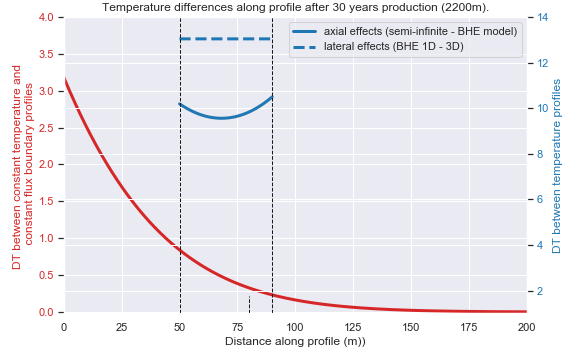 Temperature differences along profile after 30 years production (2200m).
axial effects (semi-infinite - BHE model)
lateral effects (BHE 1D - 3D)
DT between constant temperature and
constant flux boundary profiles
4.0
3.5
3.0
2.5
2.0
1.5
1.0
0.5
0.0
14
12
10
8
6
4
2
DT between temperature profiles
0 25 50 75 100 125 150 175 200
Distance along profile (m))